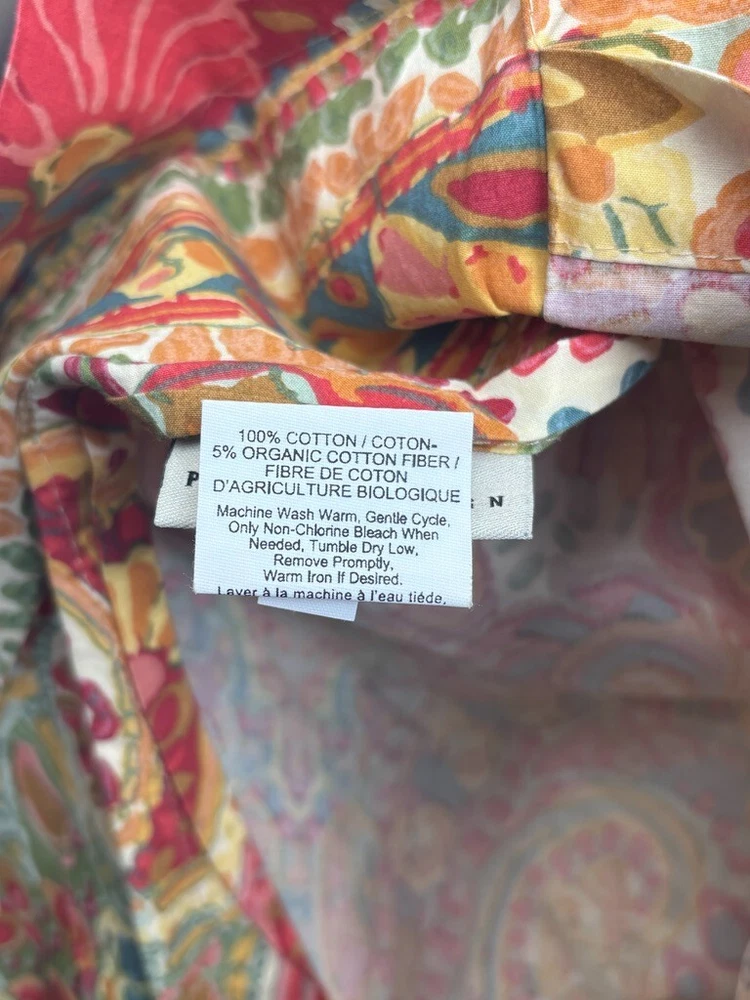 100% COTTON / COTON-
5% ORGANIC COTTON FIBER /
FIBRE DE COTON
D'AGRICULTURE BIOLOGIQUE
Machine Wash Warm, Gentle Cycle,
Only Non-Chlorine Bleach When
Needed, Tumble Dry Low,
Remove Promptly,
Warm Iron If Desired.
Laver à la machine à l'eau tiéde,